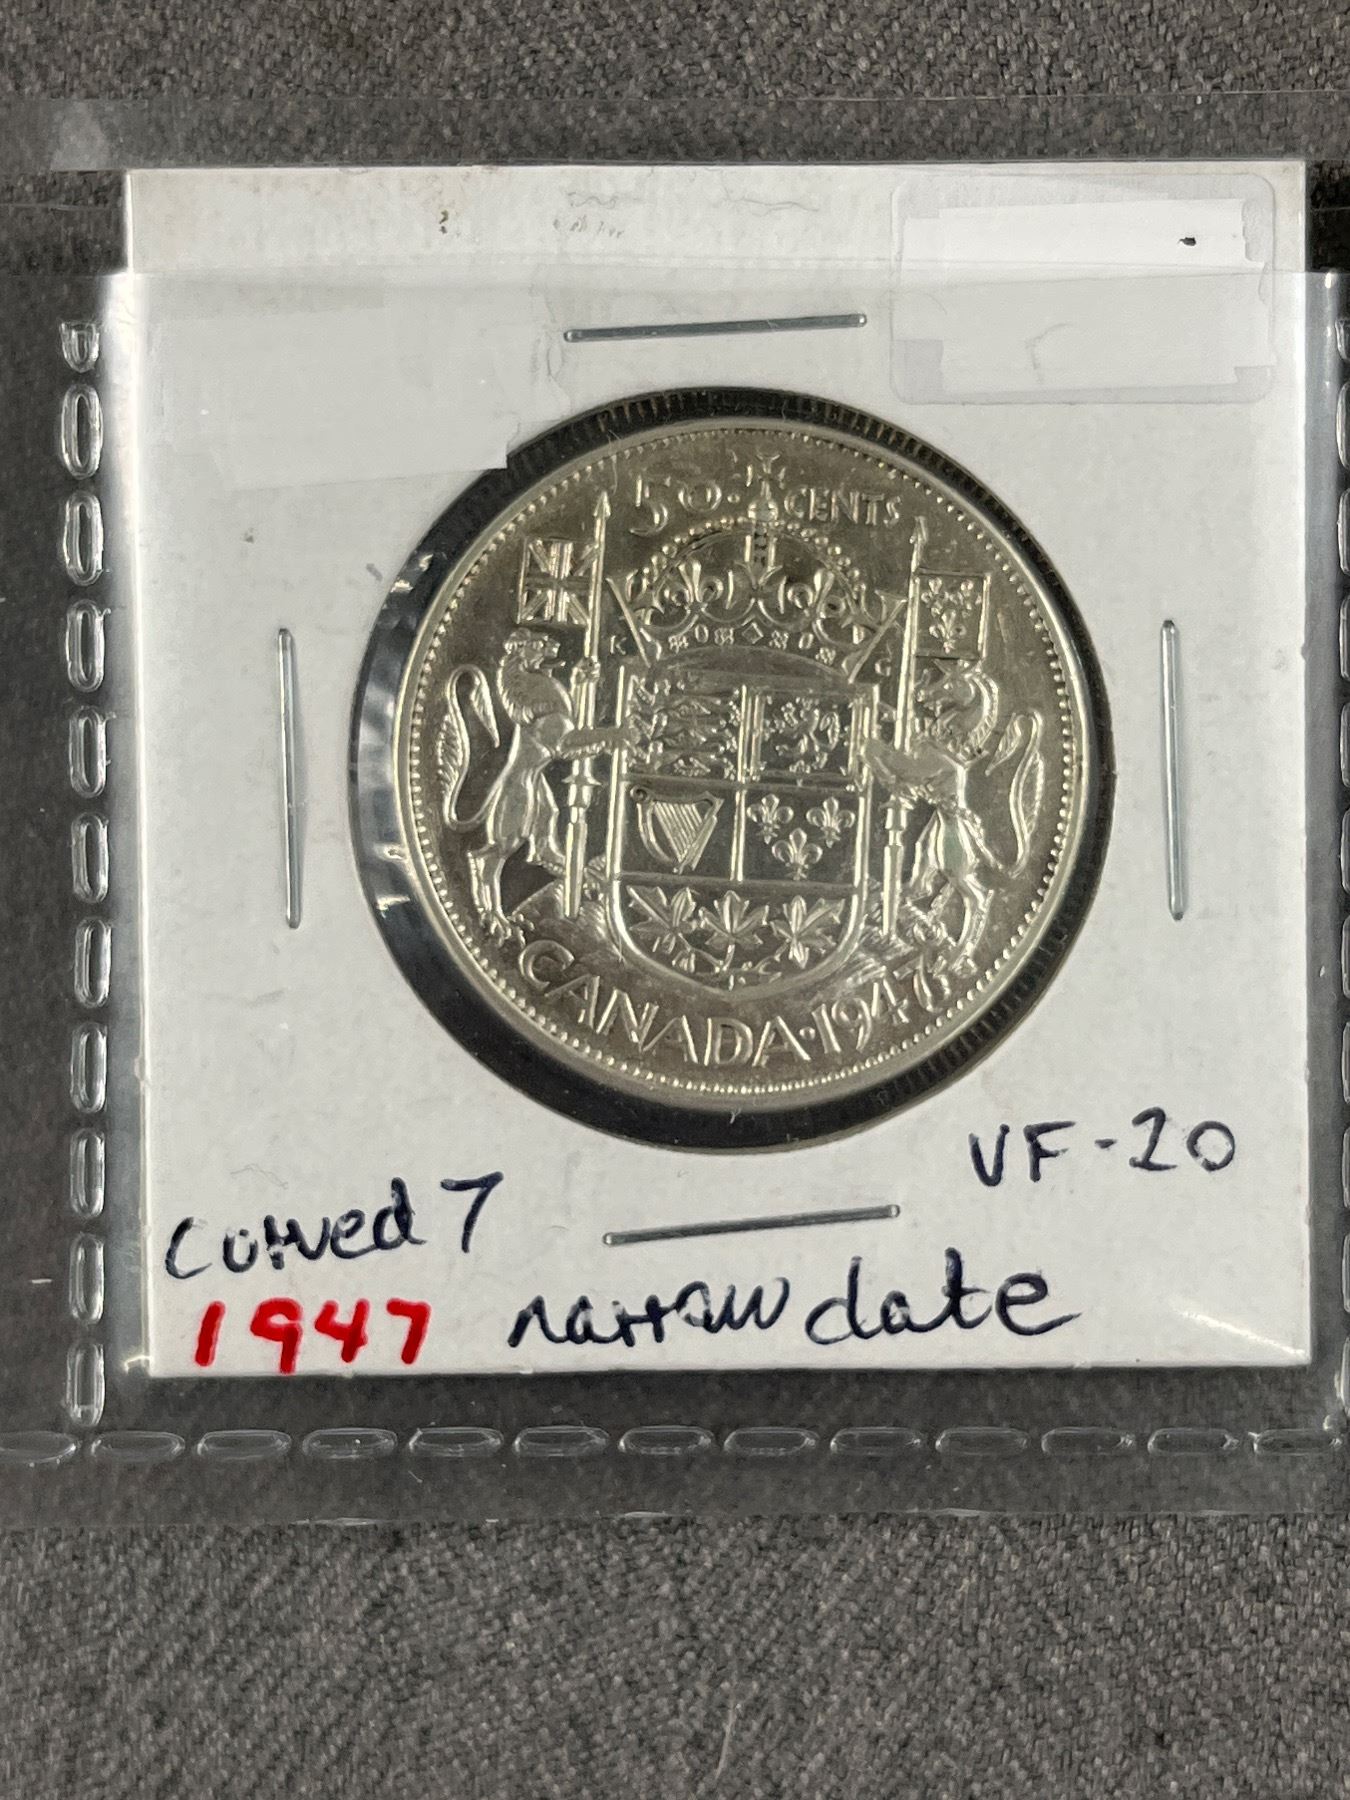 50 · CENTS
K G
CANADA · 1947
VF-20
Curved 7
1947 narrow date